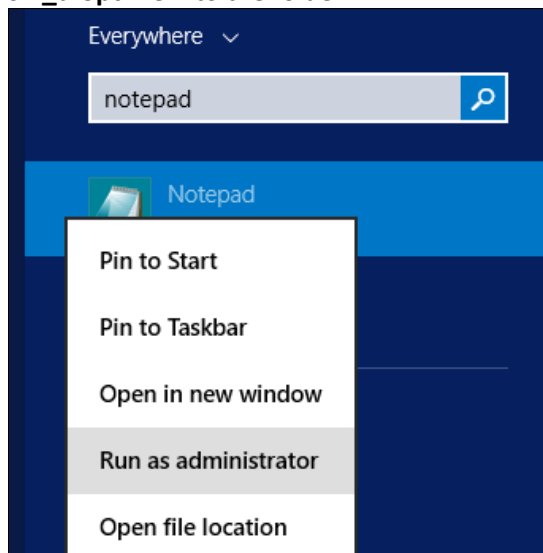 Everywhere
notepad
Notepad
Pin to Start
Pin to Taskbar
Open in new window
Run as administrator
Open file location